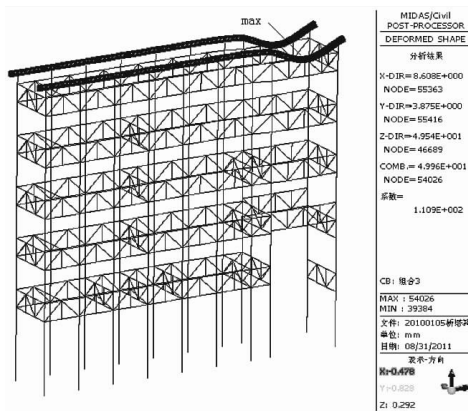 max
MIDAS/Civil
POST-PROCESSOR
DEFORMED SHAPE
分析结果
X-DIR=8.608E+000
NODE=55363
Y-DIR=3.875E+000
NODE=55416
Z-DIR=4.954E+001
NODE=46689
COMB.=4.996E+001
NODE=54026
系数=
1.109E+002
CB: 组合3
MAX : 54026
MIN : 39384
文件: 20100105桥塔
单位: mm
日期: 08/31/2011
表示-方向
X:-0.478
Y:-0.829
Z: 0.292